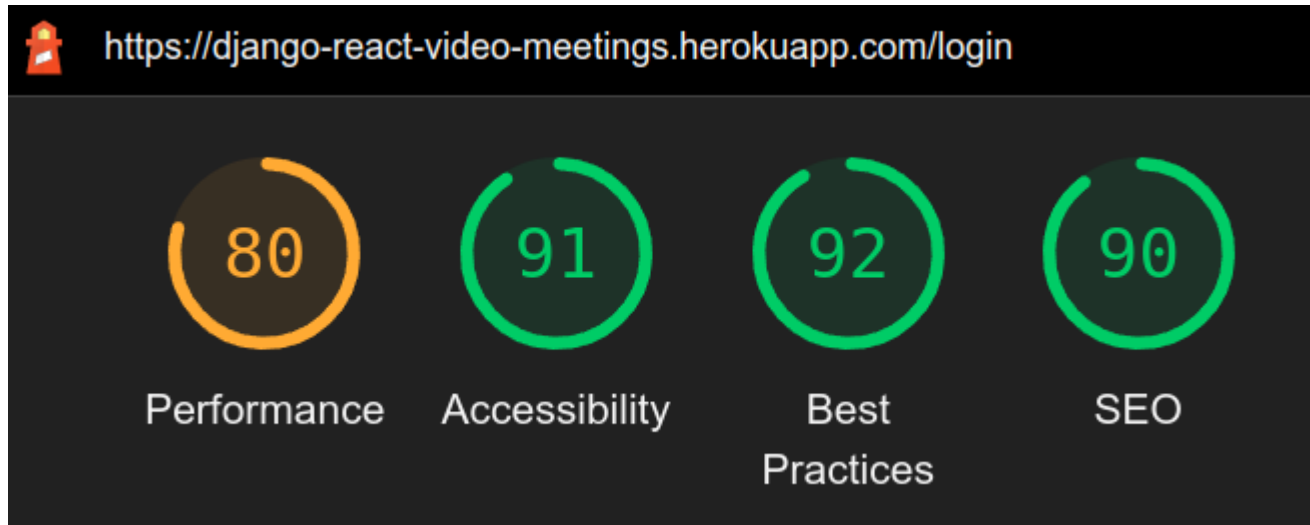 https://django-react-video-meetings.herokuapp.com/login
80
91
92
90
Performance
Accessibility
Best
Practices
SEO